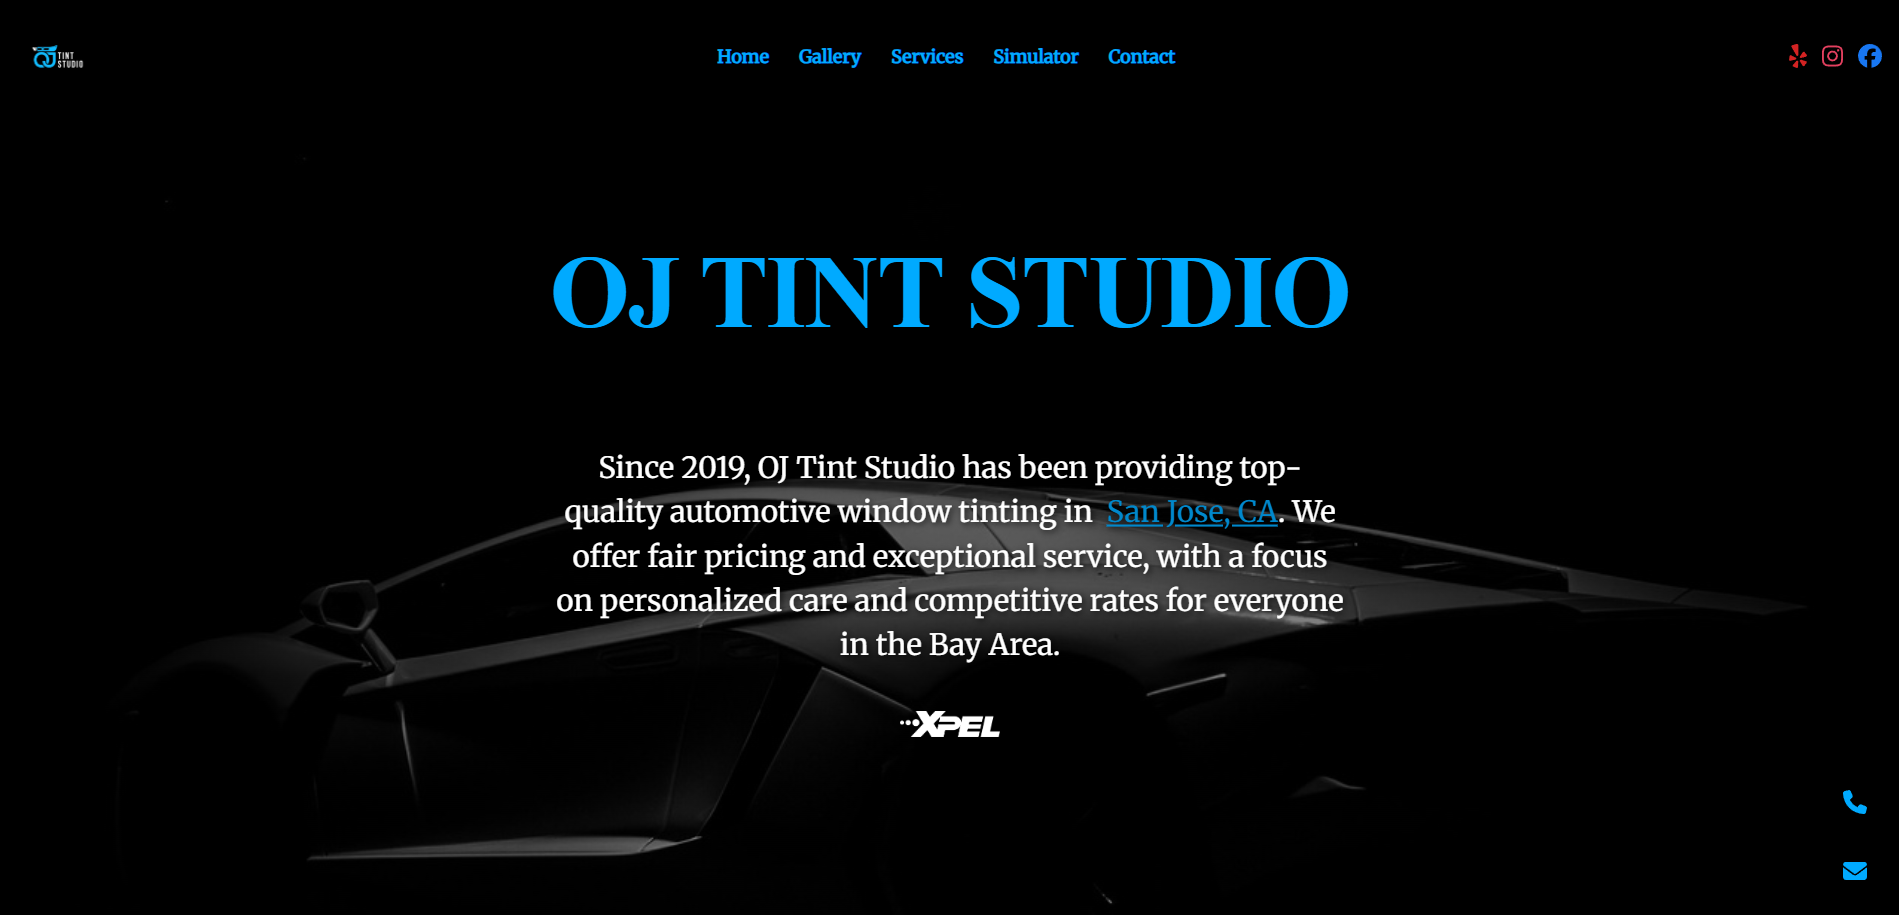 OJ TINT STUDIO
Home Gallery Services Simulator Contact
OJ TINT STUDIO
Since 2019, OJ Tint Studio has been providing top-
quality automotive window tinting in San Jose, CA. We
offer fair pricing and exceptional service, with a focus
on personalized care and competitive rates for everyone
in the Bay Area.
XPEL